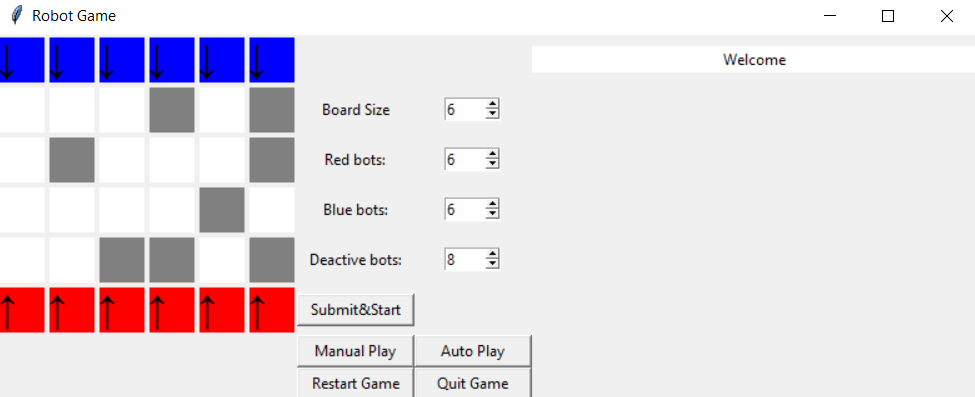 Robot Game
↓ ↓ ↓ ↓ ↓ ↓
Welcome
Board Size 6
Red bots: 6
Blue bots: 6
Deactive bots: 8
↑ ↑ ↑ ↑ ↑ ↑
Submit&Start
Manual Play Auto Play
Restart Game Quit Game